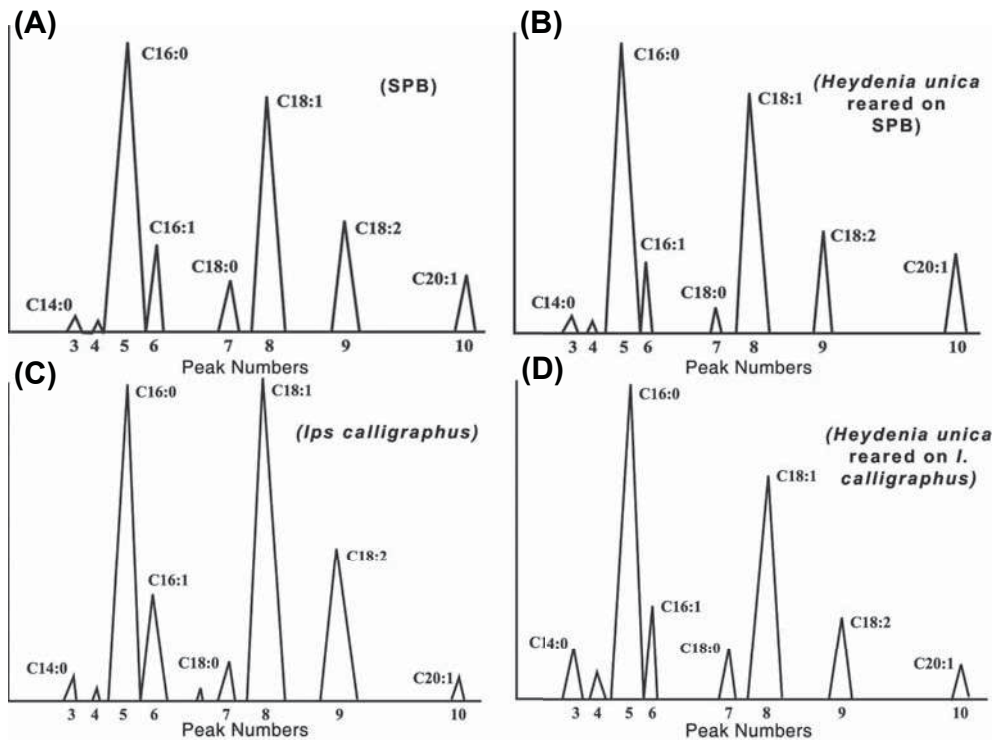 (A)
C16:0
(SPB)
C18:1
C16:1
C18:2
C18:0
C20:1
C14:0
3 4 5 6 7 8 9 10
Peak Numbers
(B)
C16:0
(Heydenia unica
reared on
SPB)
C18:1
C16:1
C18:2
C20:1
C18:0
C14:0
3 4 5 6 7 8 9 10
Peak Numbers
(C)
C16:0
C18:1
(Ips calligraphus)
C18:2
C16:1
C14:0
C18:0
C20:1
3 4 5 6 7 8 9 10
Peak Numbers
(D)
C16:0
(Heydenia unica
reared on I.
calligraphus)
C18:1
C16:1
C18:2
C14:0
C18:0
C20:1
3 4 5 6 7 8 9 10
Peak Numbers